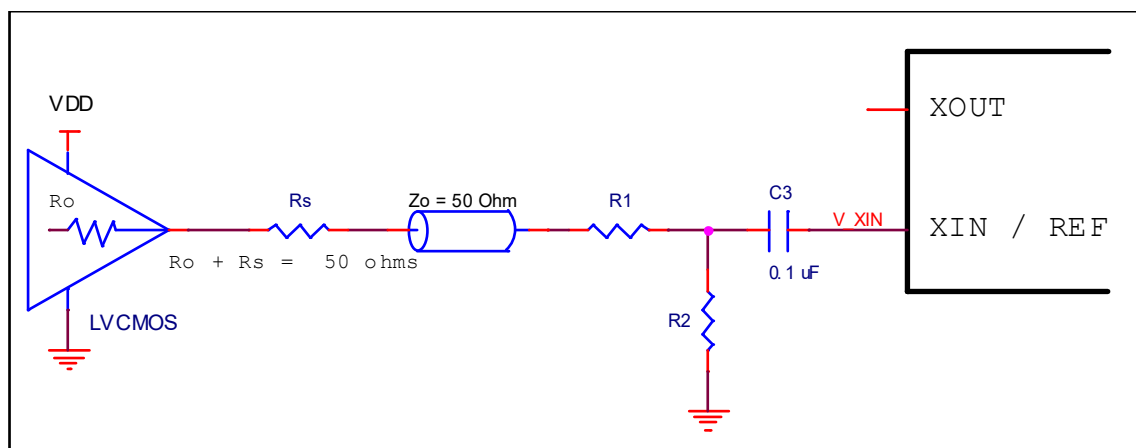 VDD
XOUT
Ro
Rs
Zo = 50 Ohm
R1
C3
V_XIN
XIN / REF
Ro + Rs = 50 ohms
0.1 uF
LVCMOS
R2